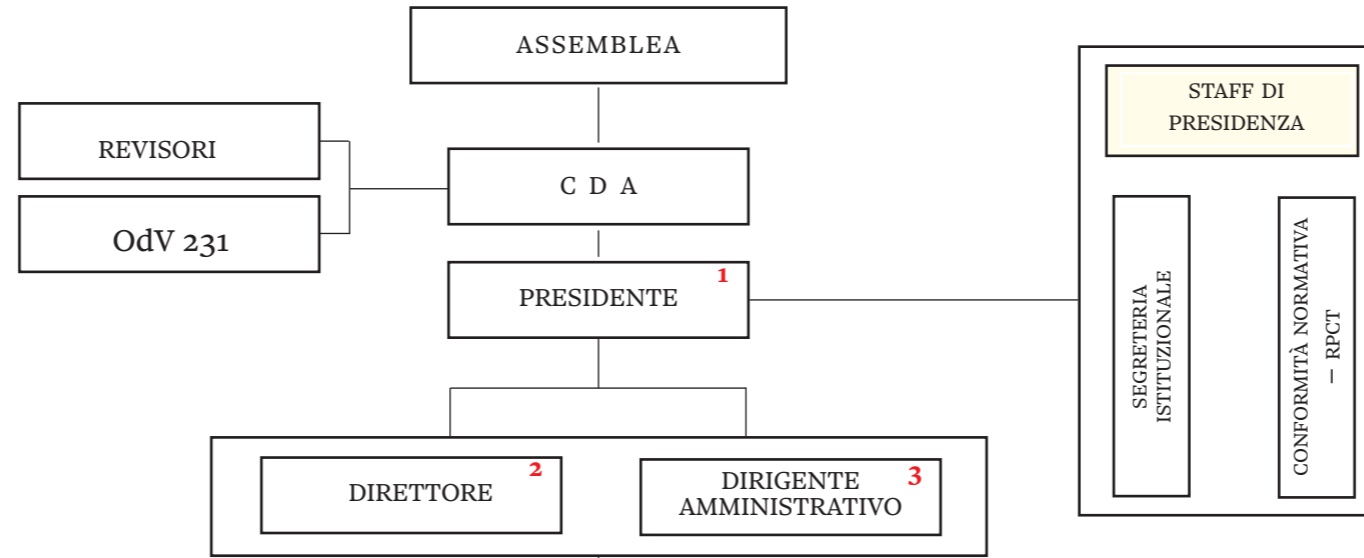 ASSEMBLEA
REVISORI
OdV 231
C D A
PRESIDENTE
1
STAFF DI
PRESIDENZA
SEGRETERIA
ISTITUZIONALE
CONFORMITÀ NORMATIVA
– RPCT
DIRETTORE
2
DIRIGENTE
AMMINISTRATIVO
3